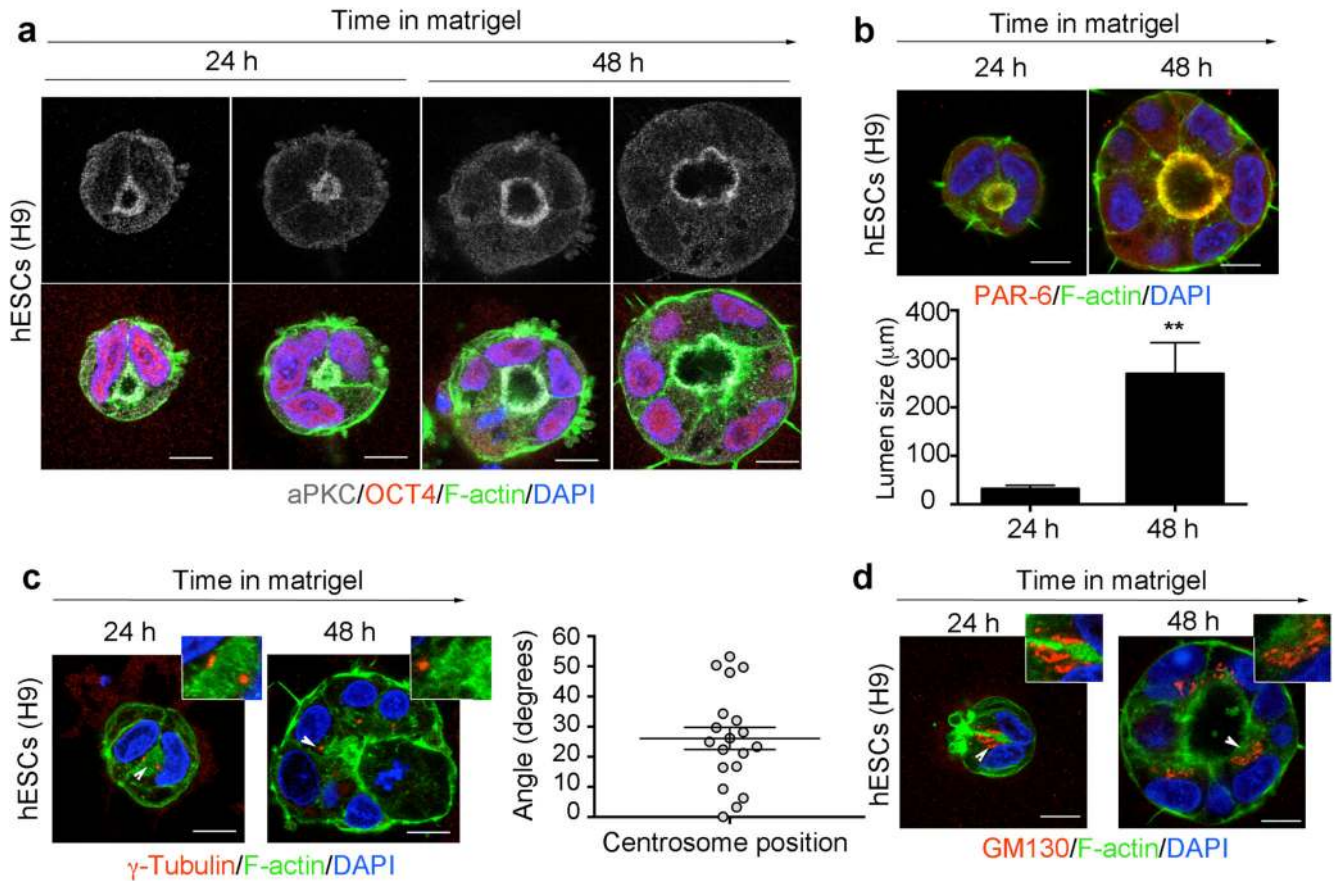 a
Time in matrigel
24 h
48 h
hESCs (H9)
aPKC/OCT4/F-actin/DAPI
b
Time in matrigel
24 h
48 h
hESCs (H9)
PAR-6/F-actin/DAPI
Lumen size (μm)
400
300
200
100
0
**
24 h
48 h
c
Time in matrigel
24 h
48 h
hESCs (H9)
γ-Tubulin/F-actin/DAPI
Angle (degrees)
60
50
40
30
20
10
0
Centrosome position
d
Time in matrigel
24 h
48 h
hESCs (H9)
GM130/F-actin/DAPI